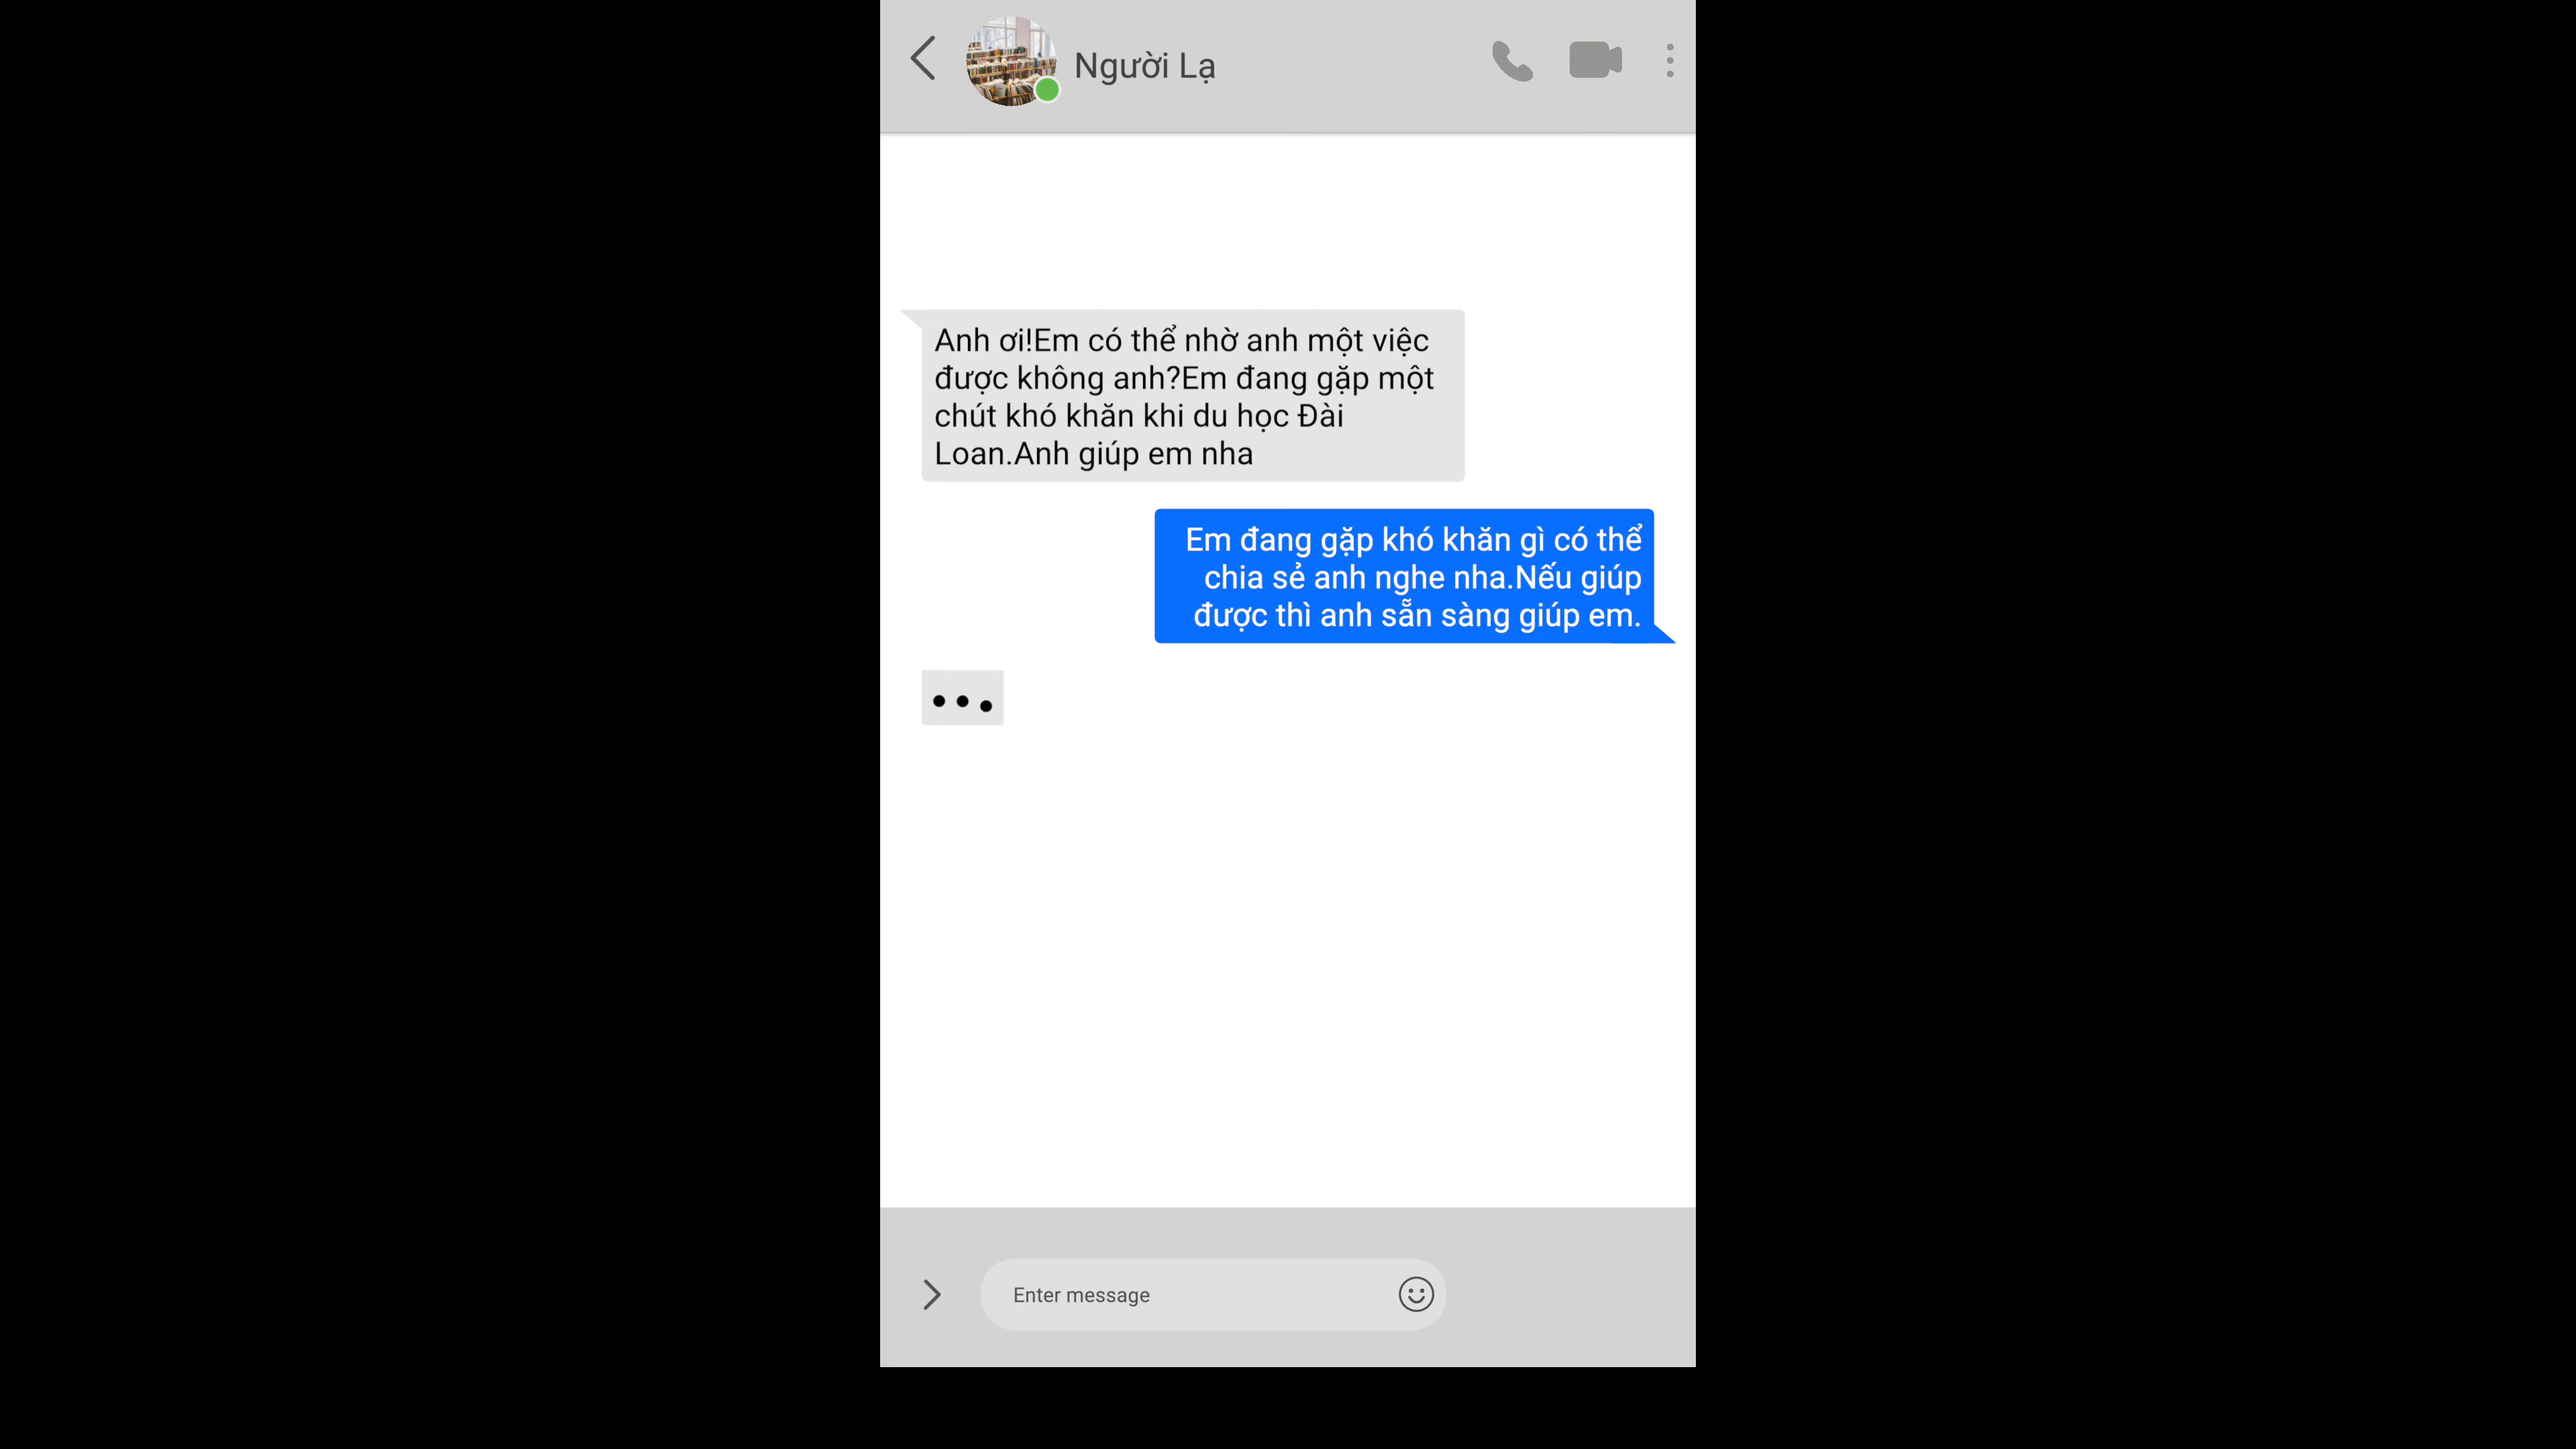 Người Lạ
Anh ơi!Em có thể nhờ anh một việc
được không anh?Em đang gặp một
chút khó khăn khi du học Đài
Loan.Anh giúp em nha
Em đang gặp khó khăn gì có thể
chia sẻ anh nghe nha.Nếu giúp
được thì anh sẵn sàng giúp em.
Enter message